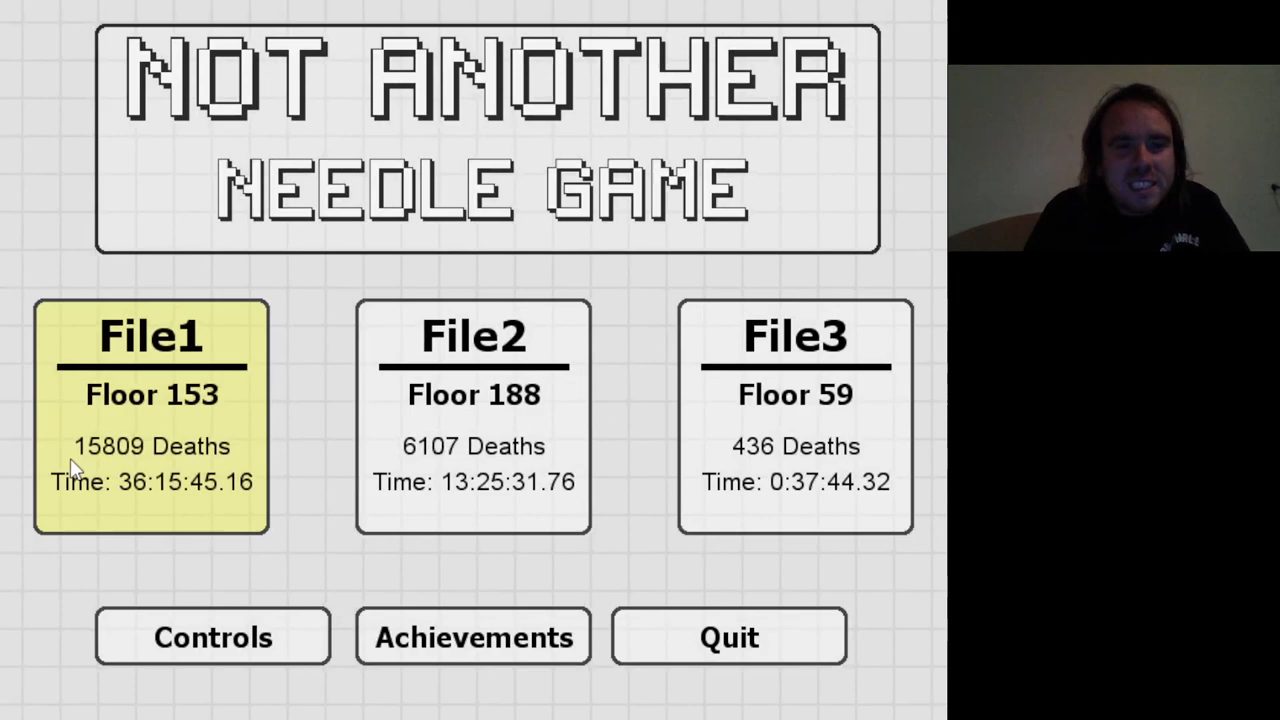 NOT ANOTHER
NEEDLE GAME
File1
Floor 153
15809 Deaths
Time: 36:15:45.16
File2
Floor 188
6107 Deaths
Time: 13:25:31.76
File3
Floor 59
436 Deaths
Time: 0:37:44.32
Controls
Achievements
Quit